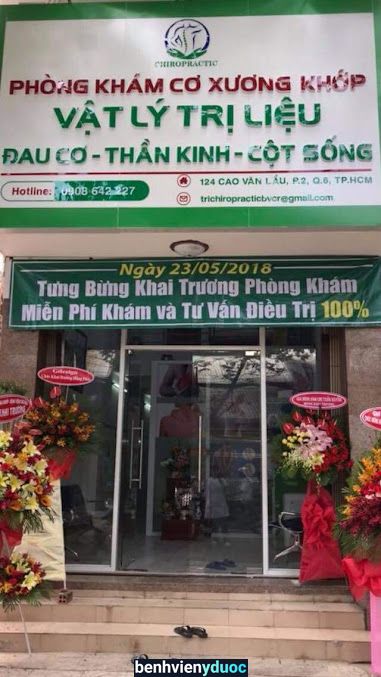 CHIROPRACTIC
PHÒNG KHÁM CƠ XƯƠNG KHỚP
VẬT LÝ TRỊ LIỆU
ĐAU CƠ - THẦN KINH - CỘT SỐNG
Hotline: 0908 642 227
124 CAO VĂN LẦU, P.2, Q.6, TP.HCM
trichiropracticbvcr@gmail.com
Ngày 23/05/2018
Tưng Bừng Khai Trương Phòng Khám
Miễn Phí Khám và Tư Vấn Điều Trị 100%
benhvienyduoc